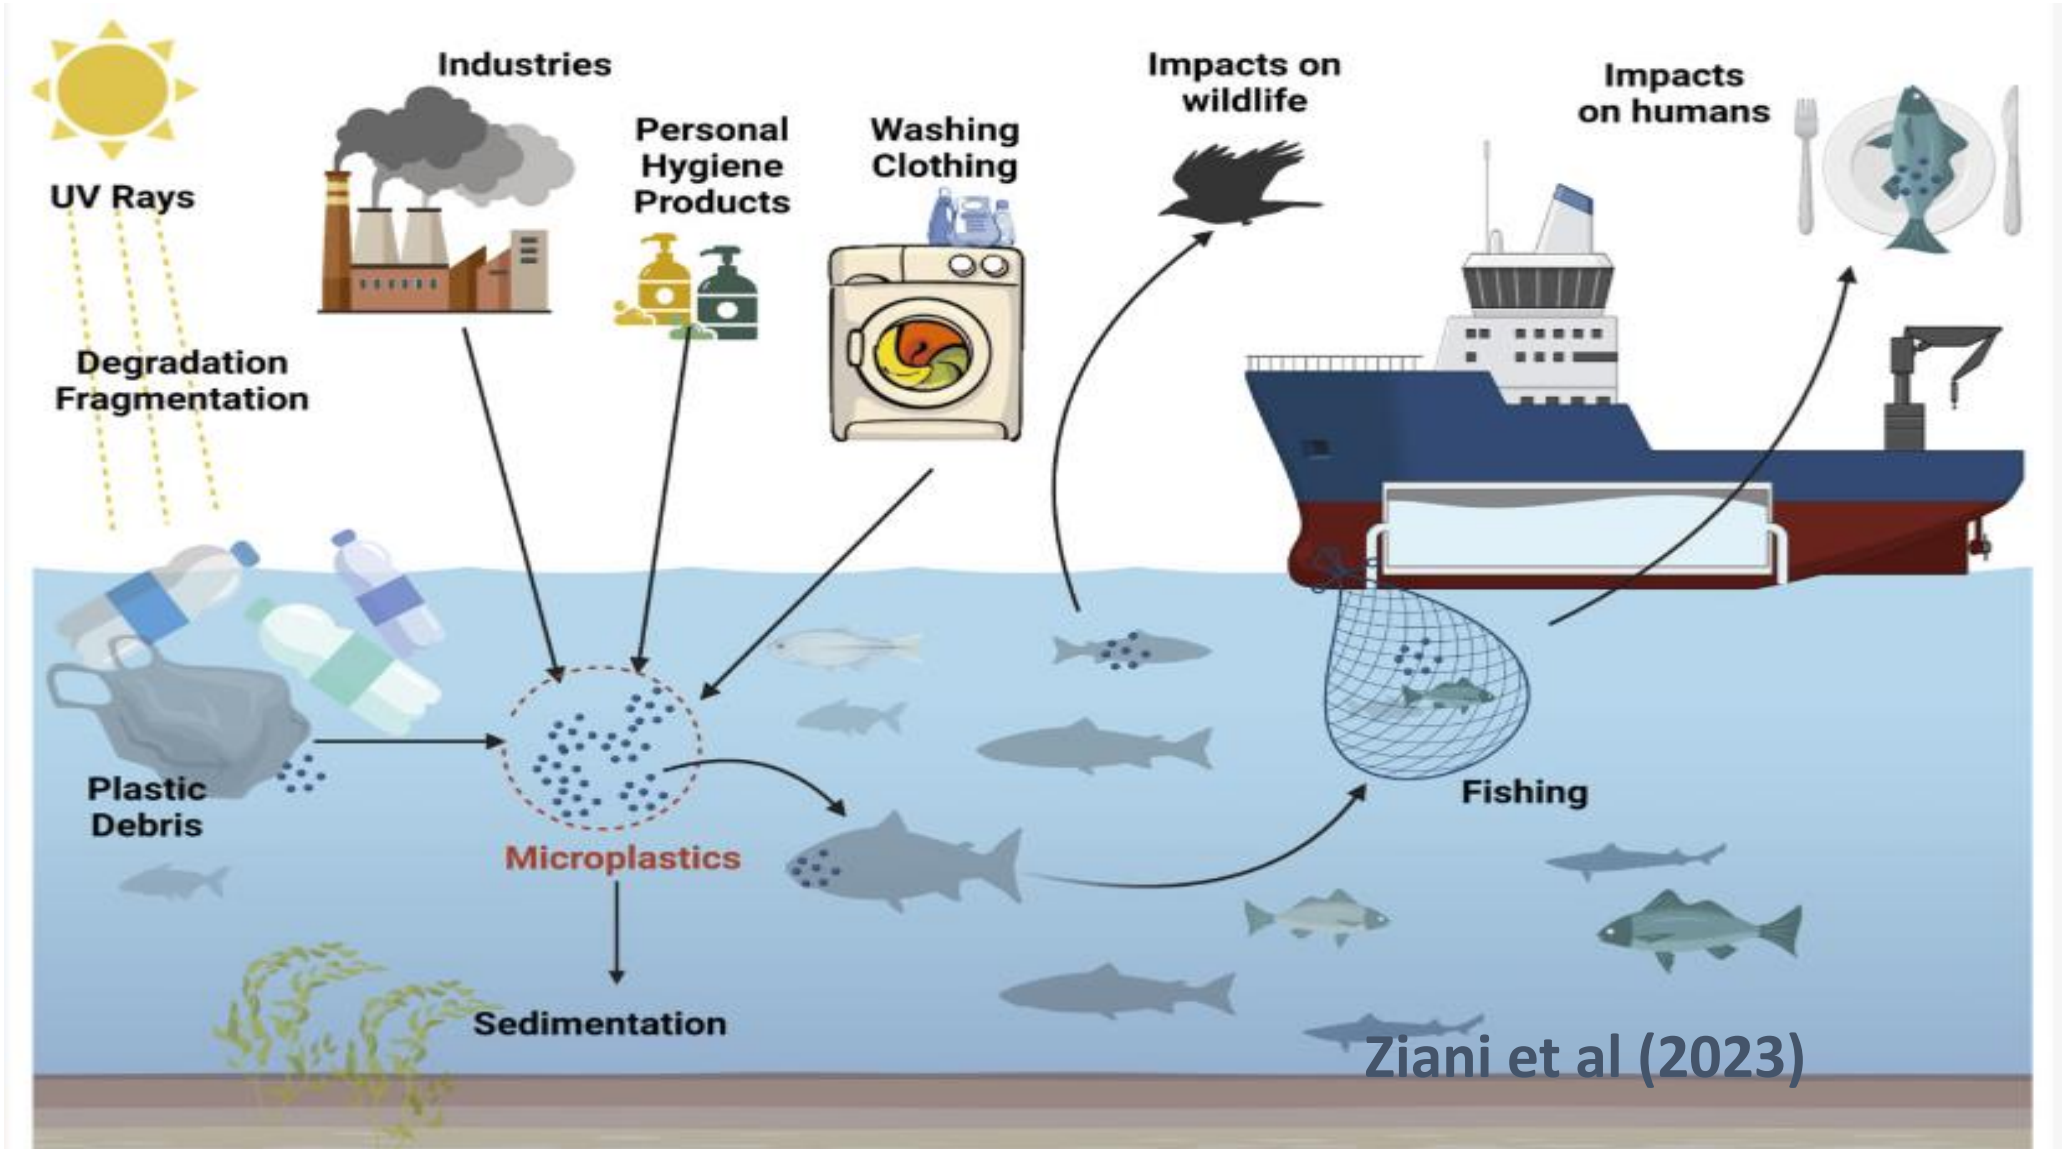 UV Rays
Degradation
Fragmentation
Industries
Personal
Hygiene
Products
Washing
Clothing
Impacts on
wildlife
Impacts
on humans
Plastic
Debris
Microplastics
Sedimentation
Fishing
Ziani et al (2023)